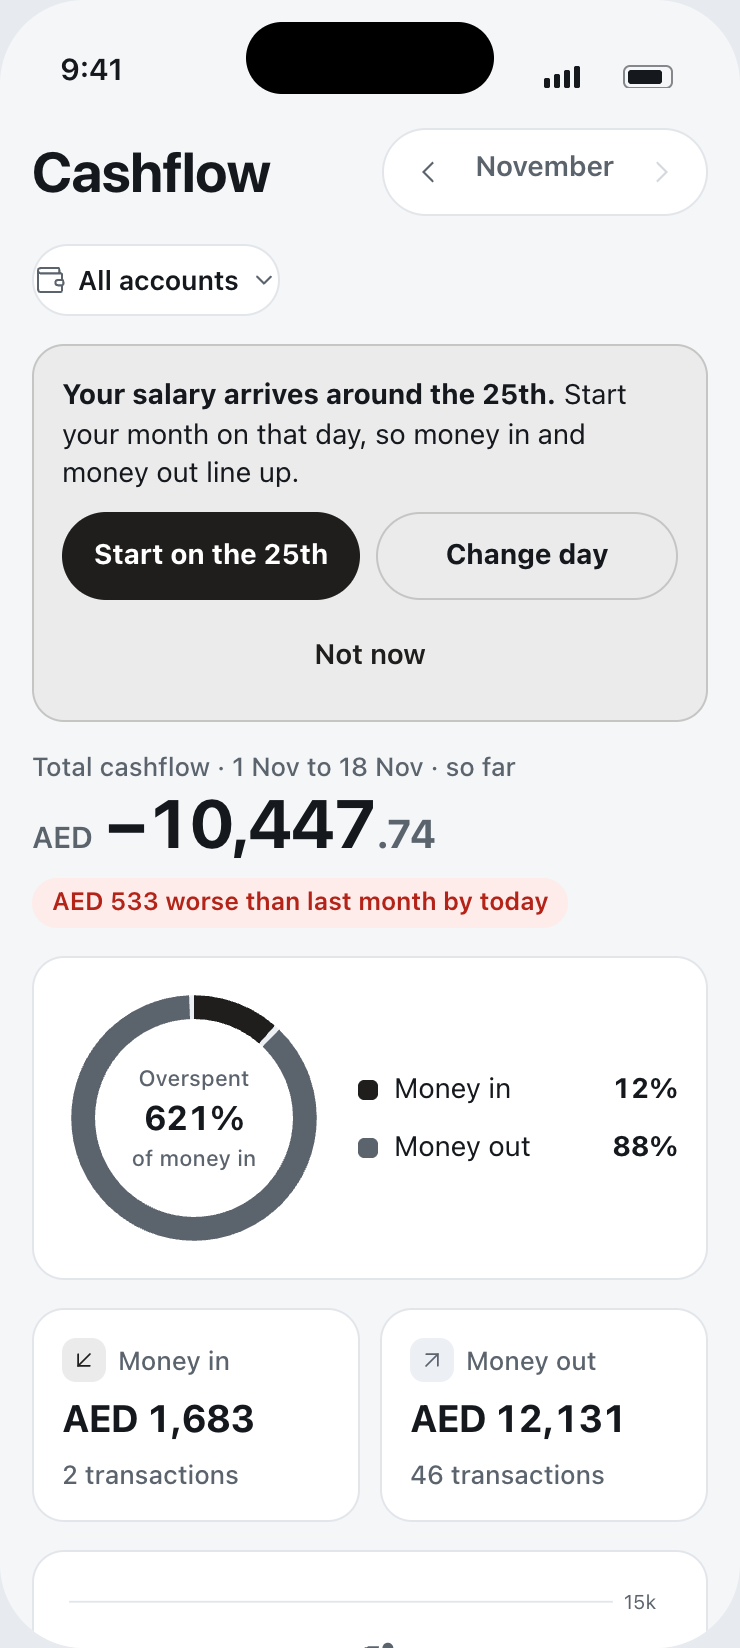 9:41
Cashflow
November
All accounts
Your salary arrives around the 25th. Start
your month on that day, so money in and
money out line up.
Start on the 25th
Change day
Not now
Total cashflow · 1 Nov to 18 Nov · so far
AED −10,447.74
AED 533 worse than last month by today
Overspent
621%
of money in
Money in 12%
Money out 88%
Money in
AED 1,683
2 transactions
Money out
AED 12,131
46 transactions
15k